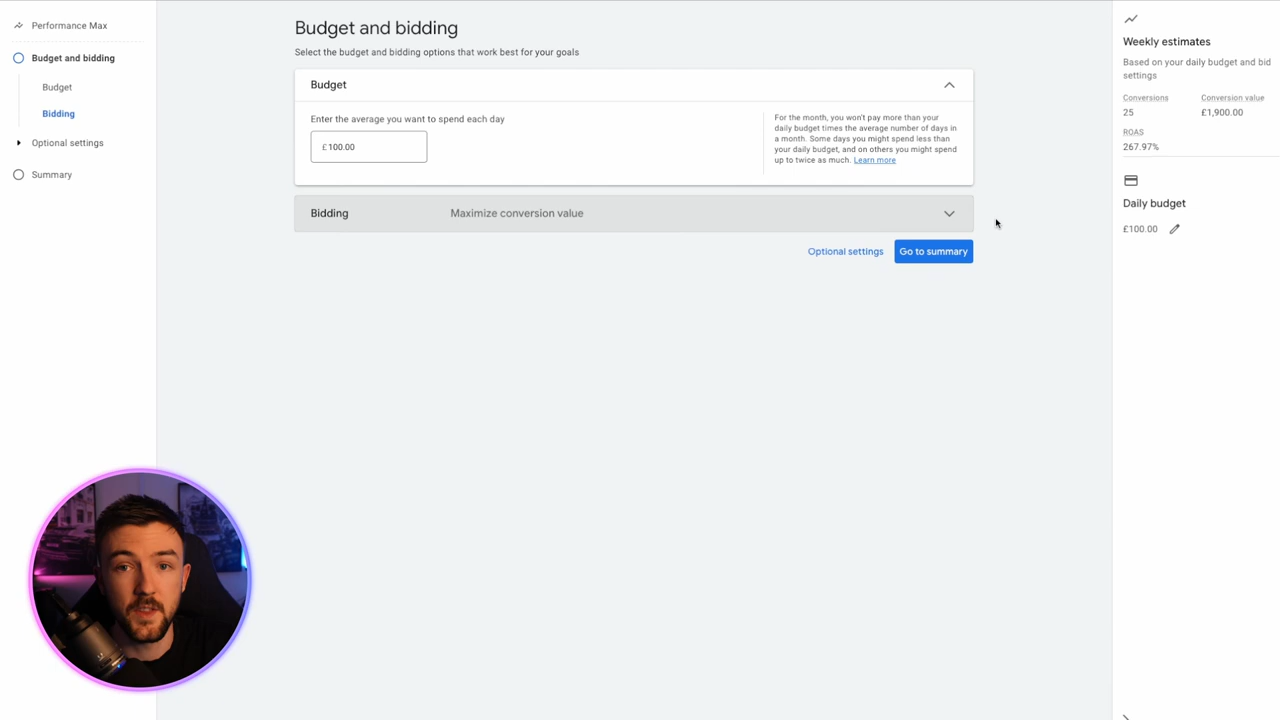 Performance Max
Budget and bidding
Budget
Bidding
Optional settings
Summary
Budget and bidding
Select the budget and bidding options that work best for your goals
Budget
Enter the average you want to spend each day
£ 100.00
For the month, you won't pay more than your
daily budget times the average number of days in
a month. Some days you might spend less than
your daily budget, and on others you might spend
up to twice as much. Learn more
Bidding Maximize conversion value
Optional settings Go to summary
Weekly estimates
Based on your daily budget and bid
settings
Conversions Conversion value
25 £1,900.00
ROAS
267.97%
Daily budget
£100.00